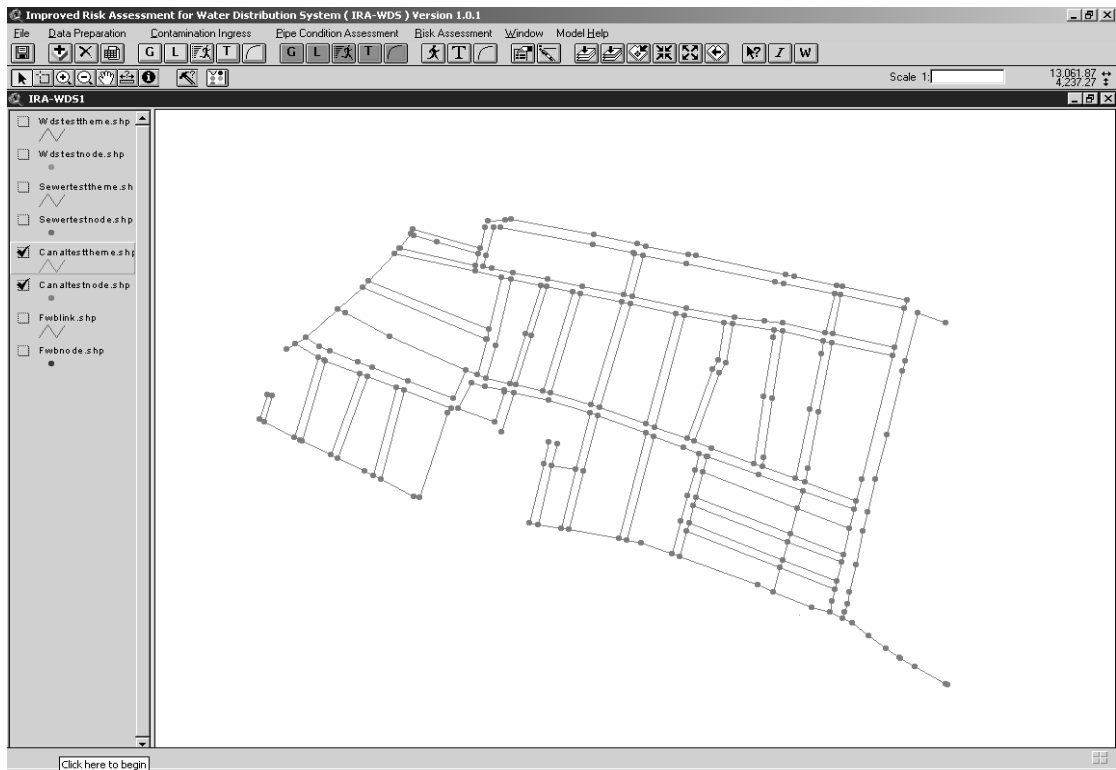 Improved Risk Assessment for Water Distribution System ( IRA-WDS ) Version 1.0.1
File Data Preparation Contamination Ingress Pipe Condition Assessment Risk Assessment Window Model Help
G L T G L T T I W
Scale 1: 13,061.87
4,237.27
IRA-WDS1
Wdstesttheme.shp
Wdstestnode.shp
Sewertesttheme.sh
Sewertestnode.shp
Canaltesttheme.shp
Canaltestnode.shp
Fwblink.shp
Fwbnode.shp
Click here to begin